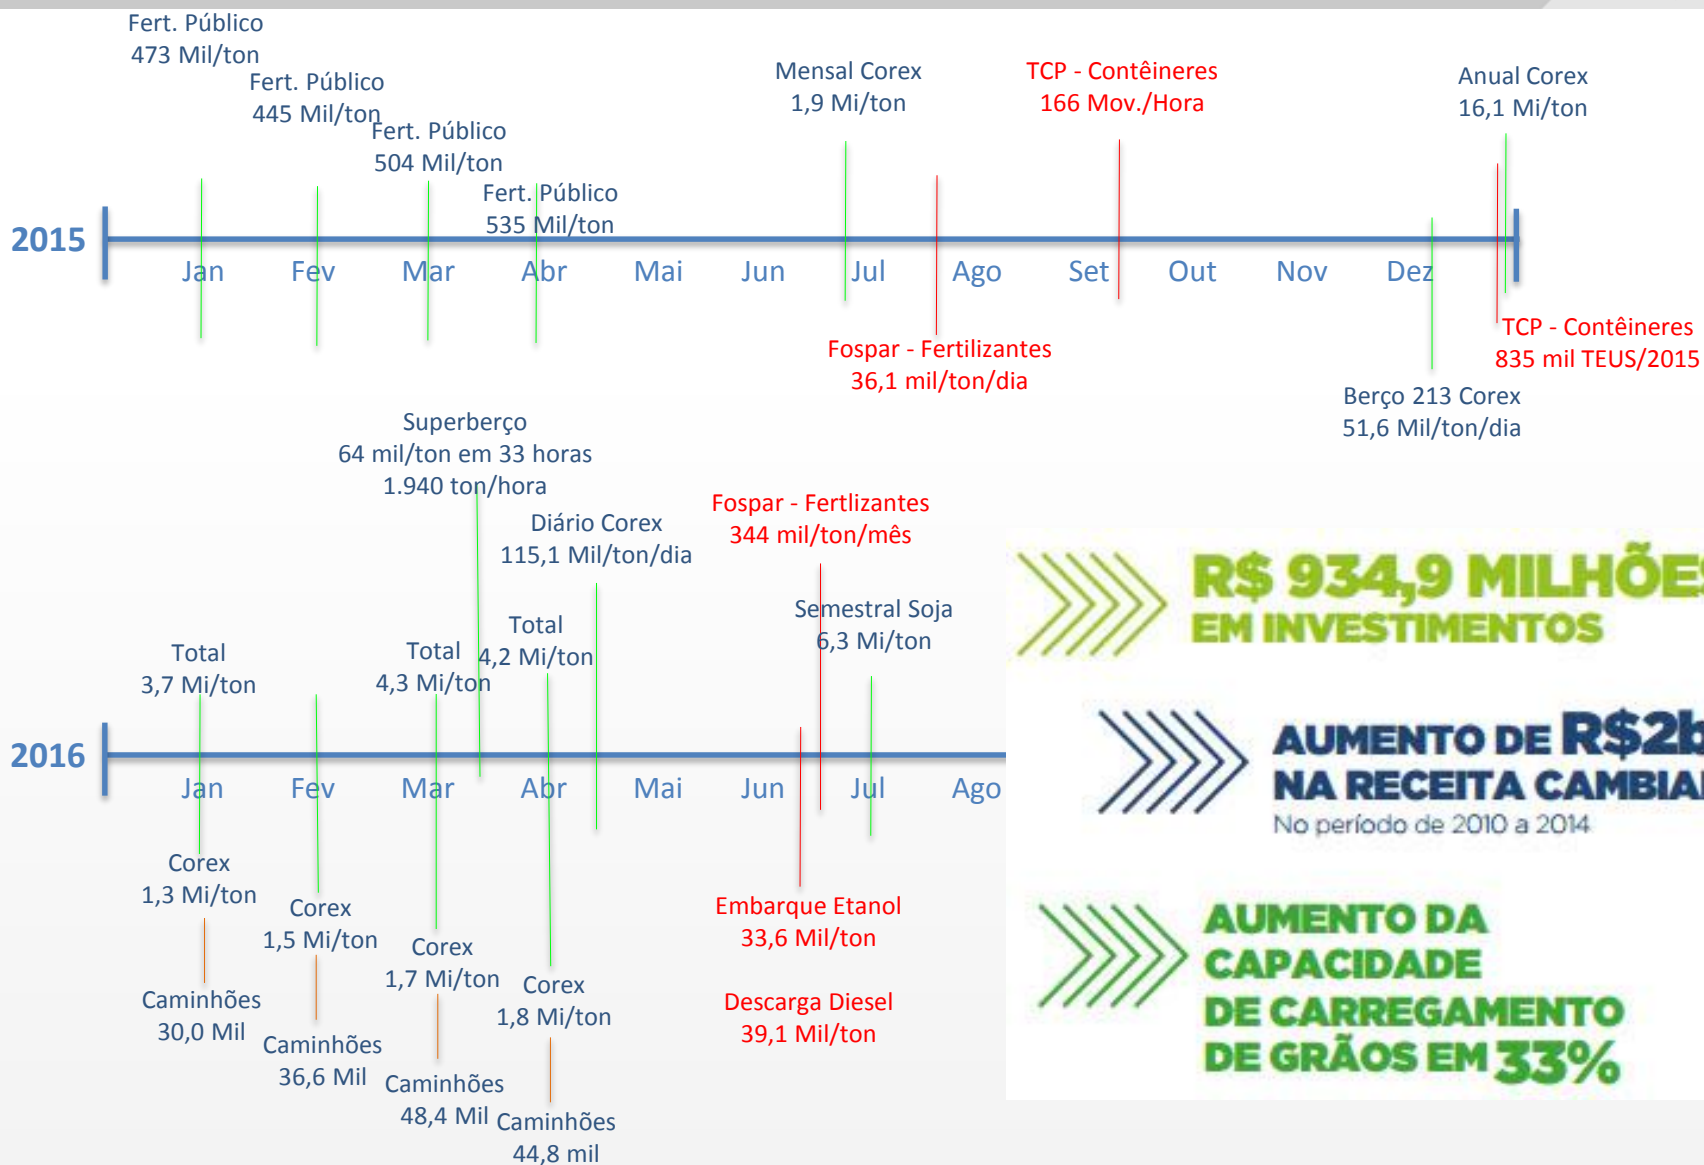 Fert. Público
473 Mil/ton
Fert. Público
445 Mil/ton
Fert. Público
504 Mil/ton
Fert. Público
535 Mil/ton
Mensal Corex
1,9 Mi/ton
TCP - Contêineres
166 Mov./Hora
Anual Corex
16,1 Mi/ton
2015
Jan Fev Mar Abr Mai Jun Jul Ago Set Out Nov Dez
Fospar - Fertilizantes
36,1 mil/ton/dia
TCP - Contêineres
835 mil TEUS/2015
Berço 213 Corex
51,6 Mil/ton/dia
Superberço
64 mil/ton em 33 horas
1.940 ton/hora
Diário Corex
115,1 Mil/ton/dia
Fospar - Fertlizantes
344 mil/ton/mês
Semestral Soja
6,3 Mi/ton
Total
3,7 Mi/ton
Total
4,3 Mi/ton
Total
4,2 Mi/ton
2016
Jan Fev Mar Abr Mai Jun Jul Ago
Corex
1,3 Mi/ton
Corex
1,5 Mi/ton
Corex
1,7 Mi/ton
Corex
1,8 Mi/ton
Caminhões
30,0 Mil
Caminhões
36,6 Mil
Caminhões
48,4 Mil
Caminhões
44,8 mil
Embarque Etanol
33,6 Mil/ton
Descarga Diesel
39,1 Mil/ton
R$ 934,9 MILHÕES
EM INVESTIMENTOS
AUMENTO DE R$2b
NA RECEITA CAMBIAL
No período de 2010 a 2014
AUMENTO DA
CAPACIDADE
DE CARREGAMENTO
DE GRÃOS EM 33%